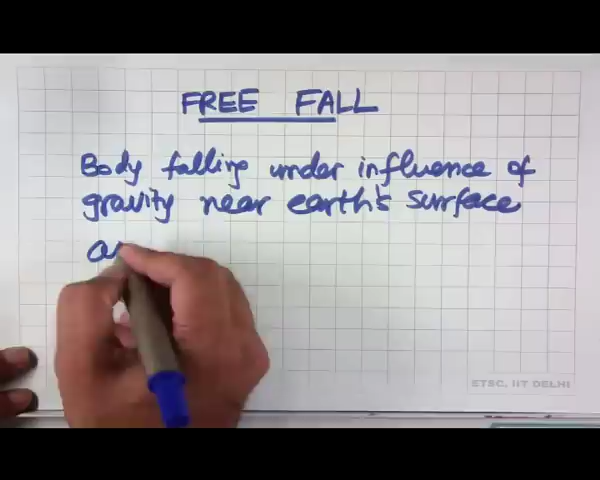 FREE FALL
Body falling under influence of
gravity near earth's surface
ETSC, IIT DELHI